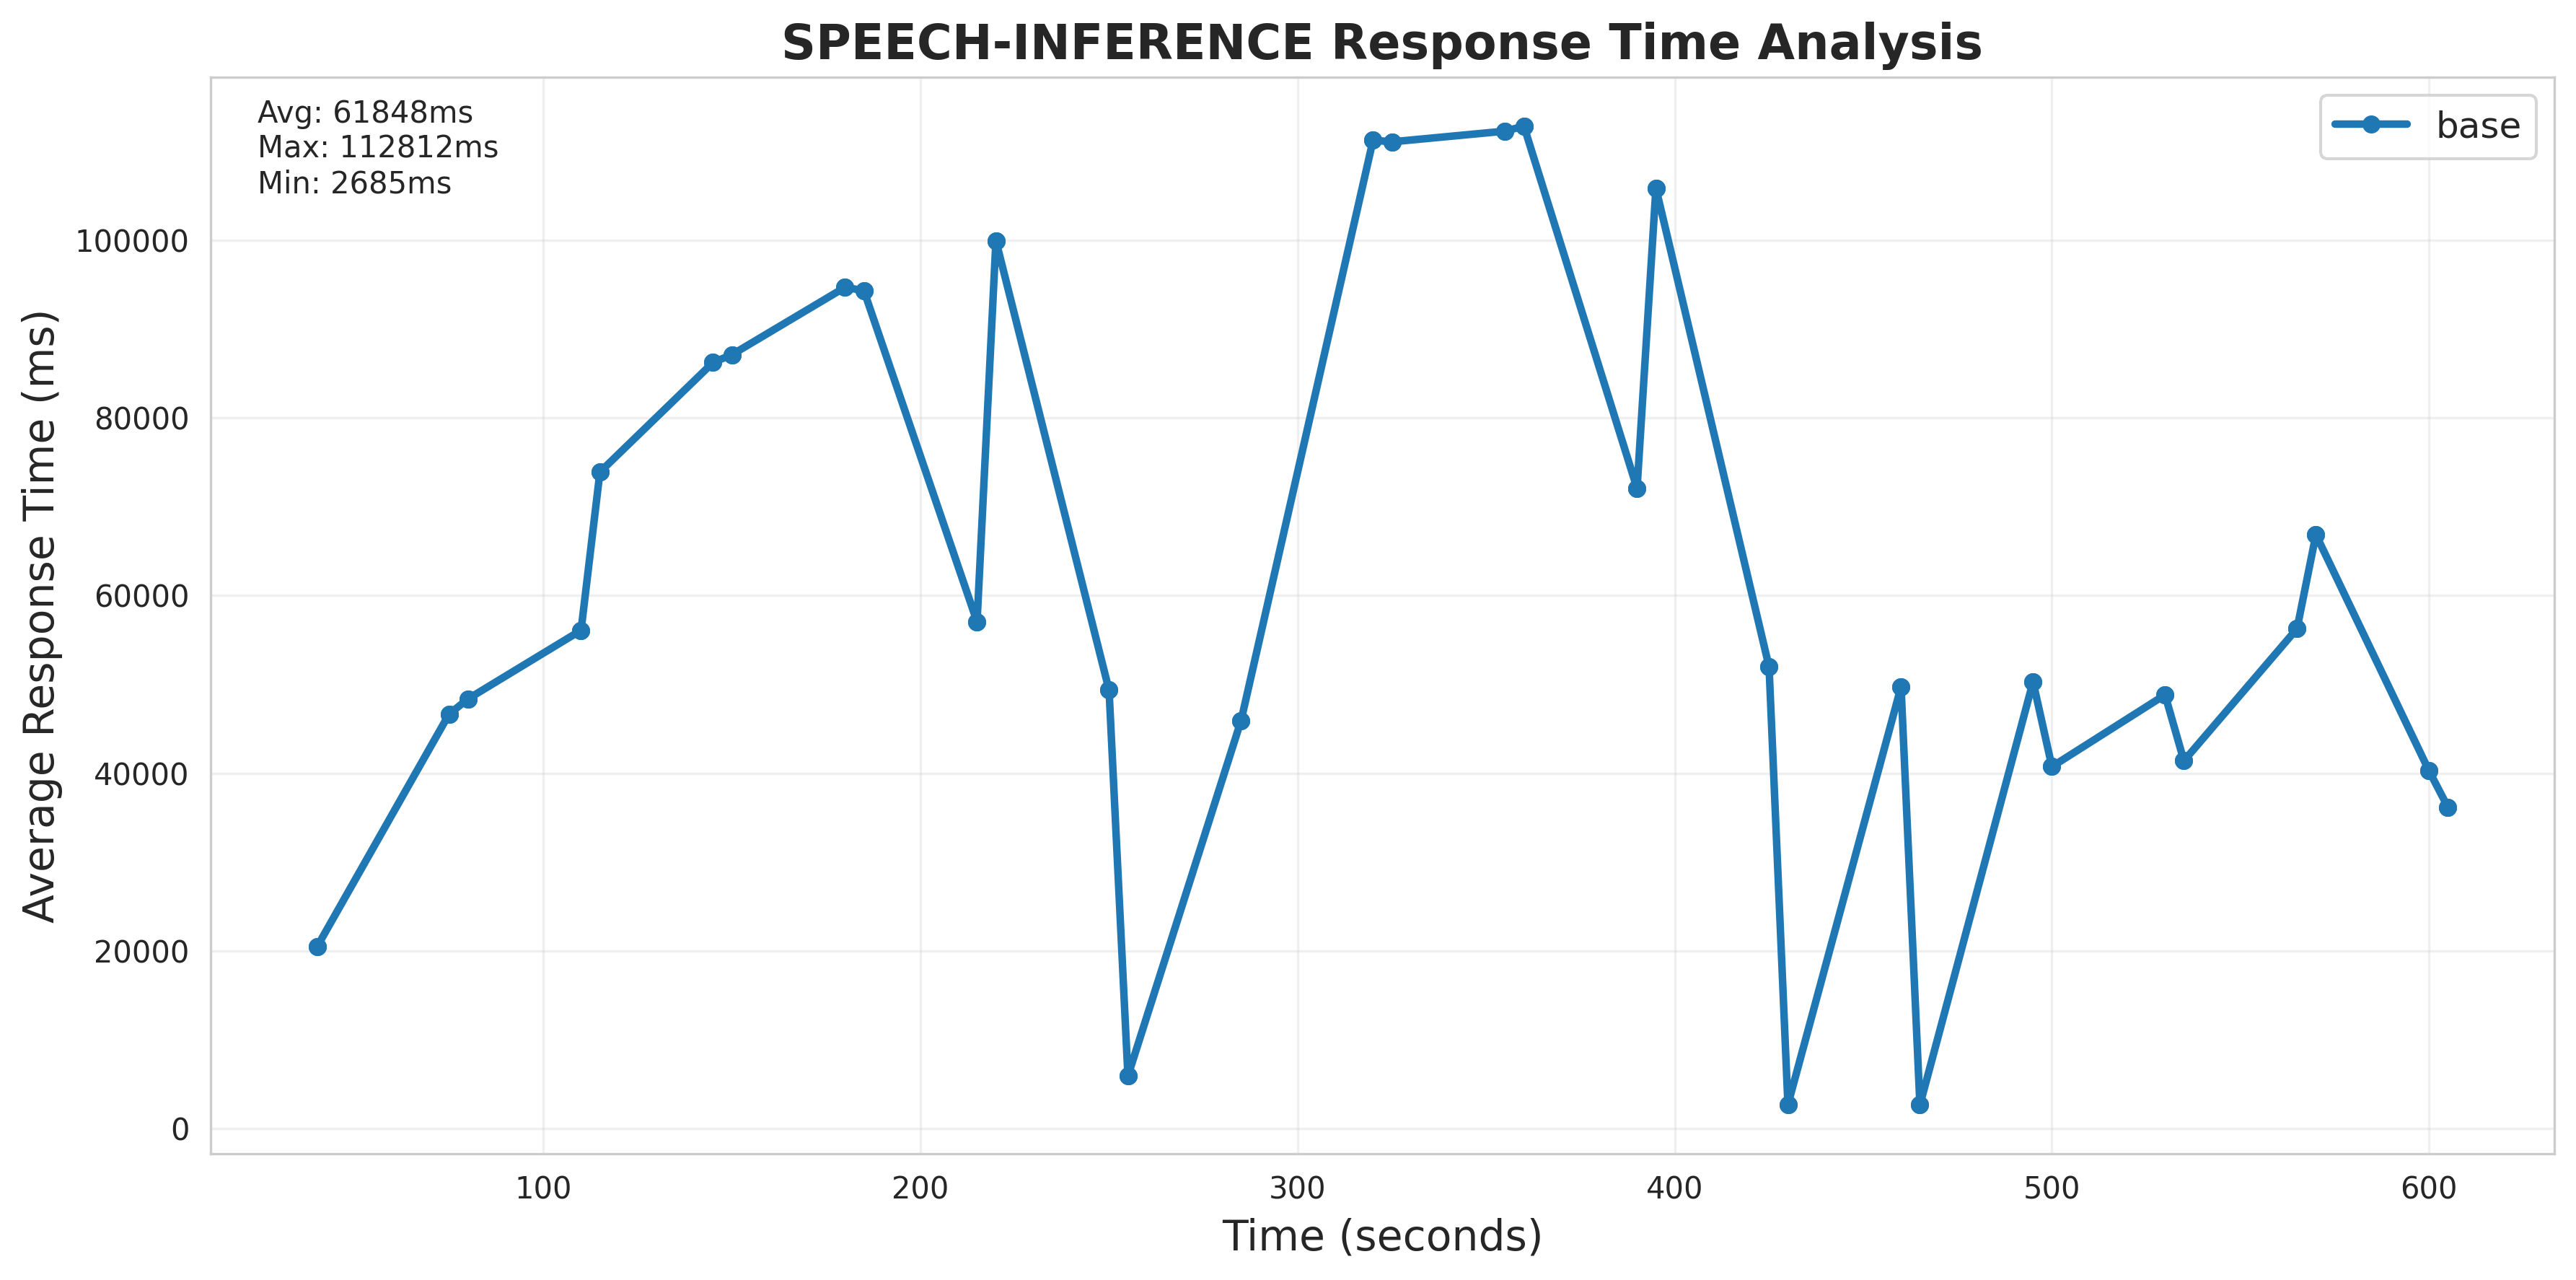 SPEECH-INFERENCE Response Time Analysis
Avg: 61848ms
Max: 112812ms
Min: 2685ms
base
Average Response Time (ms)
100000
80000
60000
40000
20000
0
100 200 300 400 500 600
Time (seconds)